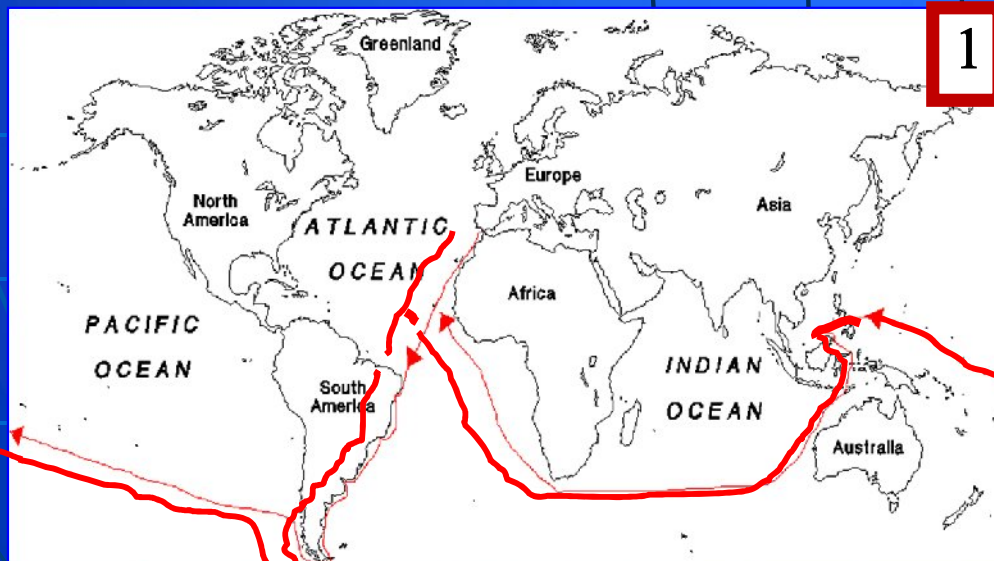 1
Greenland
Europe
North
America
Asia
ATLANTIC
OCEAN
Africa
PACIFIC
OCEAN
INDIAN
OCEAN
South
America
Australia